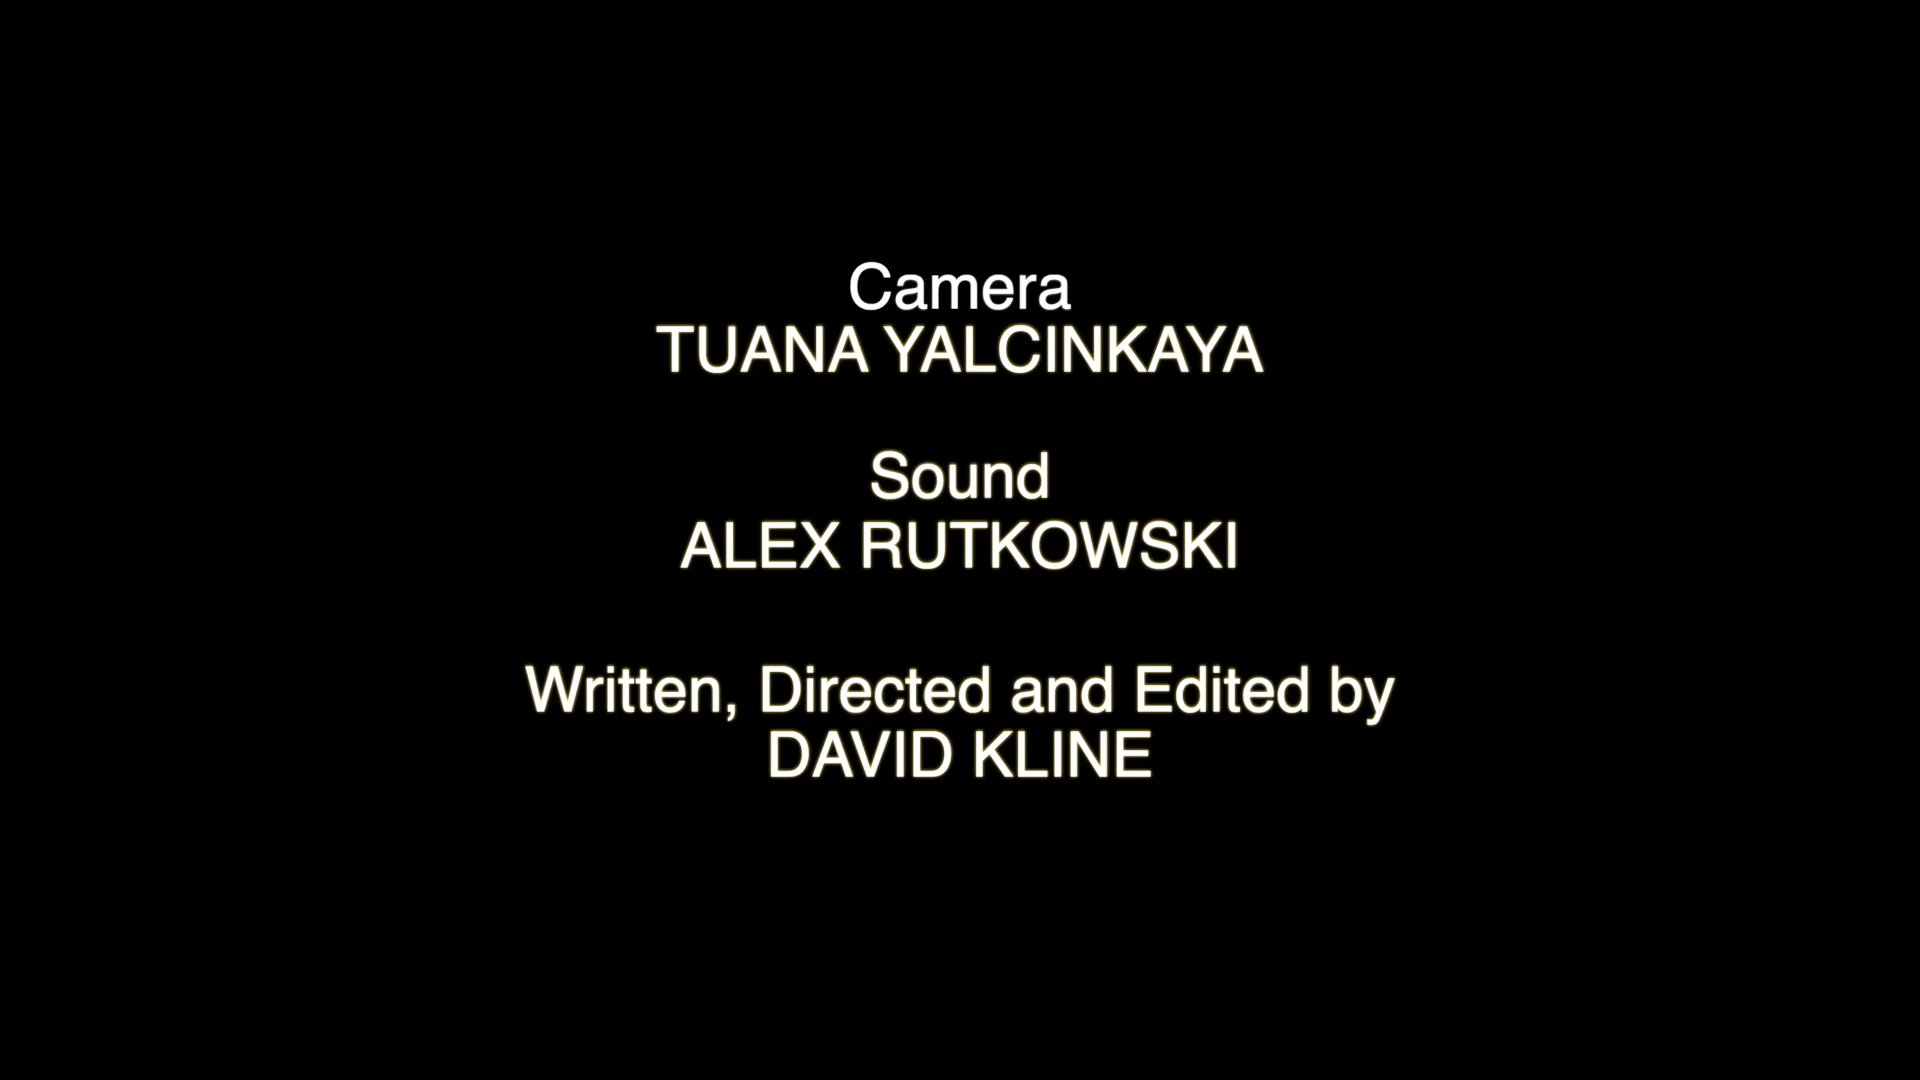 Camera
TUANA YALCINKAYA
Sound
ALEX RUTKOWSKI
Written, Directed and Edited by
DAVID KLINE